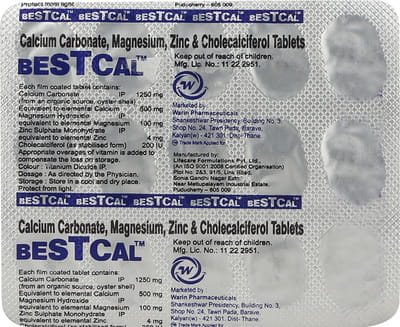 Protect from light.
Puducherry - 605 009
BESTCAL BESTCAL BESTCAL BESTCAL BESTCAL
Calcium Carbonate, Magnesium, Zinc & Cholecalciferol Tablets
BESTCAL™
Keep out of reach of children.
Mfg. Lic. No.: 11 22 2951.
Each film coated tablet contains:
Calcium Carbonate IP 1250 mg
(from an organic source, oyster shell)
Equivalent to elemental Calcium 500 mg
Magnesium Hydroxide IP
equivalent to elemental Magnesium 100 mg
Zinc Sulphate Monohydrate IP
equivalent to elemental Zinc 4 mg
Cholecalciferol (as stabilised form) 200 IU
Appropriate overages of vitamin is added to
compensate the loss on storage.
Colour : Titanium Dioxide IP
Dosage : As directed by the Physician.
Storage : Store in a cool and dry place.
Protect from light.
W
Marketed by:
Warin Pharmaceuticals
Shankeshwar Presidency, Building No. 3,
Shop No. 24, Tawn Pada, Barave,
Kalyan(w) - 421 301. Dist- Thane.
Trade Mark Applied for
Manufactured by:
Lifecare Formulations Pvt. Ltd.,
(An ISO 9001:2008 Certified Organisation)
Plot No. 2&3, 91/5, Link Road,
Sonia Gandhi Nagar Extn.
Near Mettupalayam Industrial Estate,
Puducherry - 605 009
BESTCAL BESTCAL BESTCAL BESTCAL BESTCAL
Calcium Carbonate, Magnesium, Zinc & Cholecalciferol Tablets
BESTCAL™
Keep out of reach of children.
Mfg. Lic. No.: 11 22 2951.
Each film coated tablet contains:
Calcium Carbonate IP 1250 mg
(from an organic source, oyster shell)
Equivalent to elemental Calcium 500 mg
Magnesium Hydroxide IP
equivalent to elemental Magnesium 100 mg
Zinc Sulphate Monohydrate IP
equivalent to elemental Zinc 4 mg
W
Marketed by:
Warin Pharmaceuticals
Shankeshwar Presidency, Building No. 3,
Shop No. 24, Tawn Pada, Barave,
Kalyan(w) - 421 301. Dist- Thane.
Trade Mark Applied for